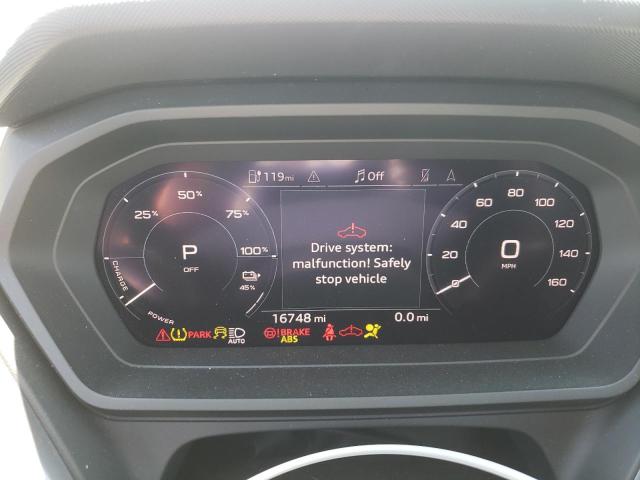 119mi
Off
50%
25%
75%
100%
P
OFF
45%
CHARGE
POWER
Drive system:
malfunction! Safely
stop vehicle
80
60
100
40
120
20
140
0
160
0
MPH
16748 mi
0.0 mi
PARK
AUTO
!BRAKE
ABS